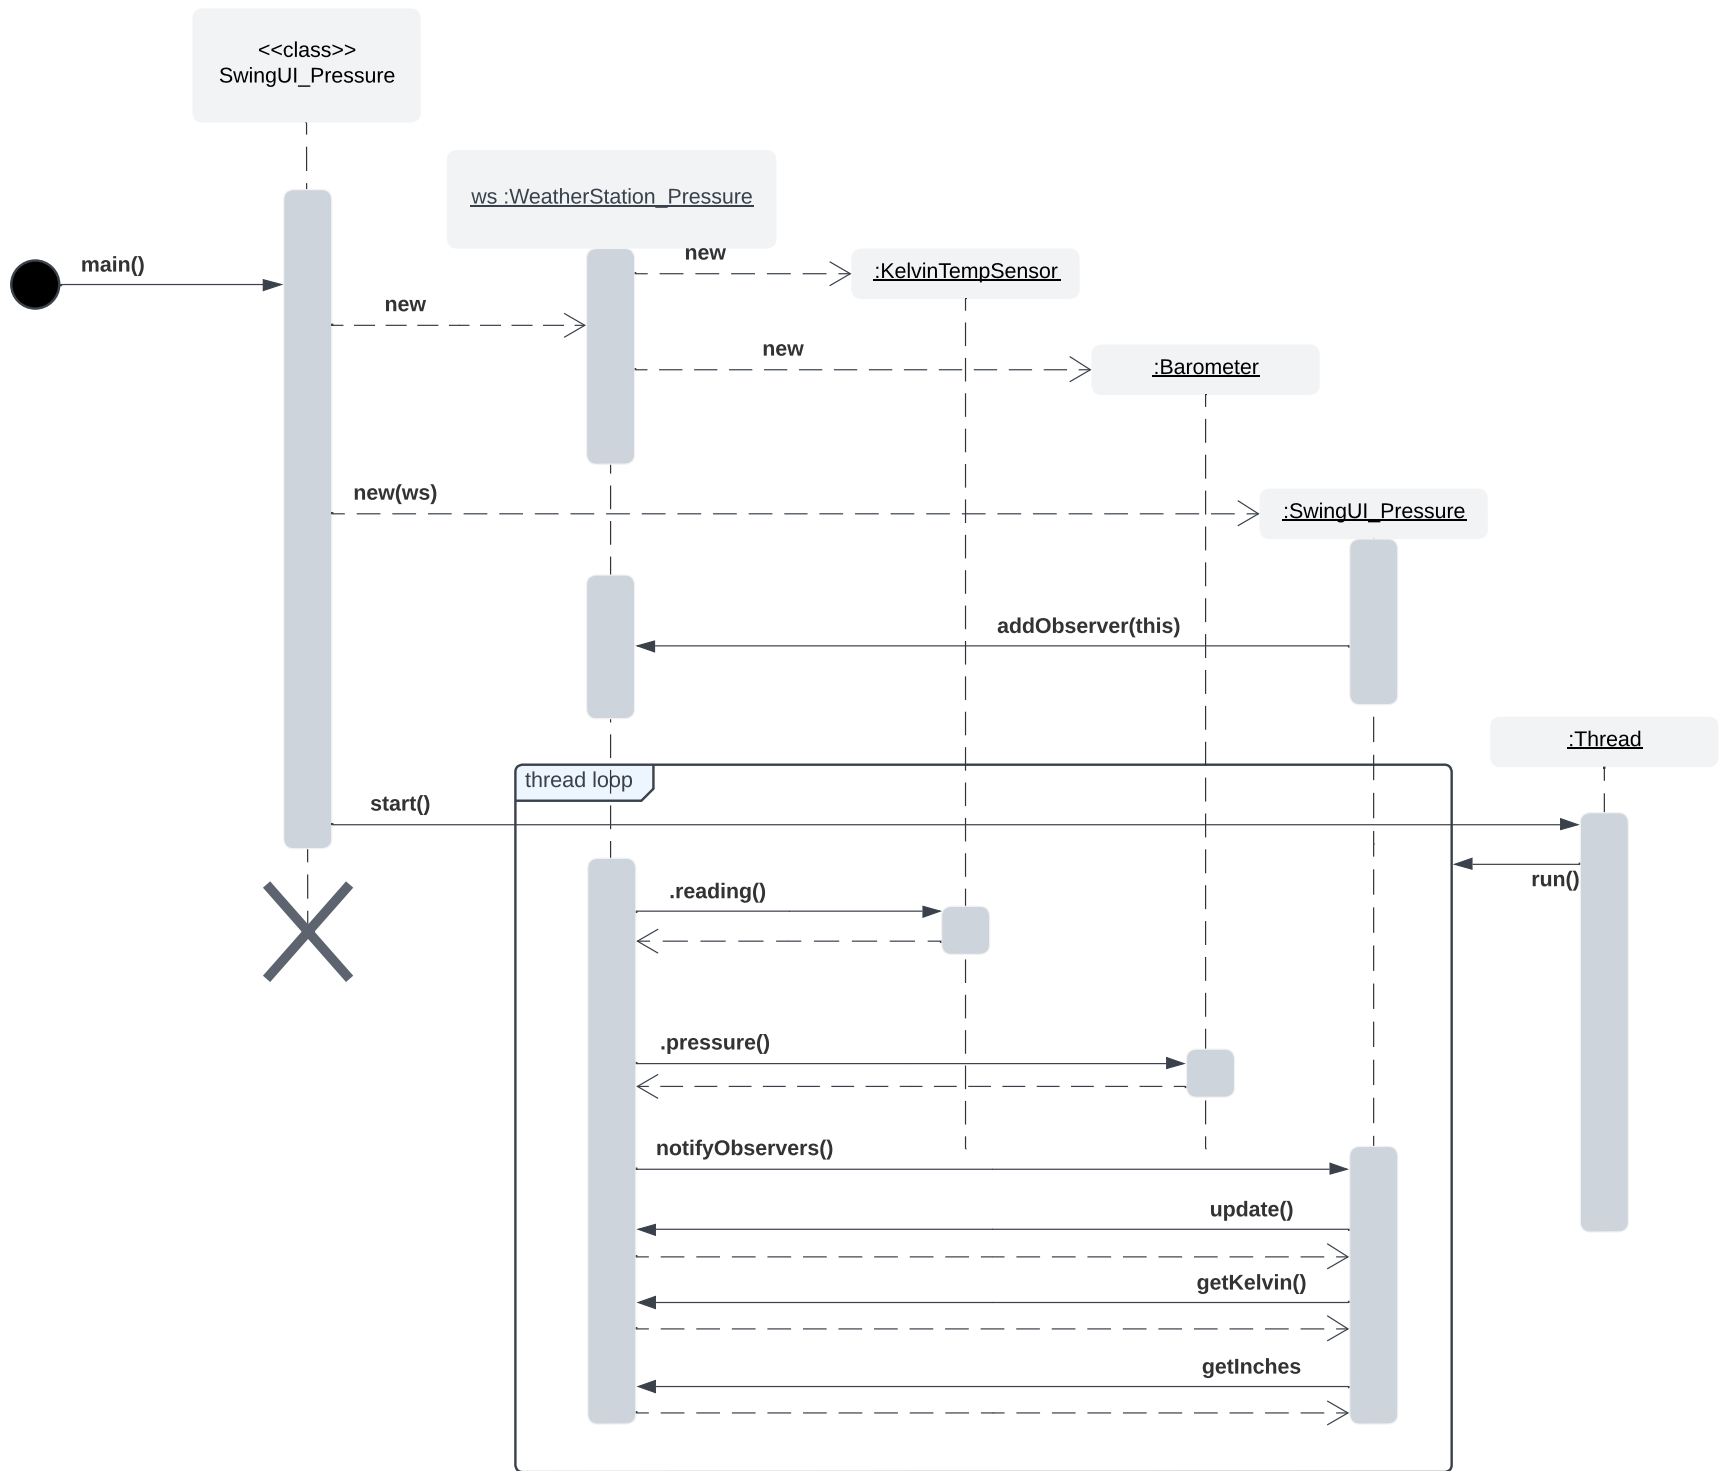 <<class>>
SwingUI_Pressure
ws :WeatherStation_Pressure
new
:KelvinTempSensor
main()
new
new
:Barometer
new(ws)
:SwingUI_Pressure
addObserver(this)
:Thread
thread loop
start()
run()
.reading()
.pressure()
notifyObservers()
update()
getKelvin()
getInches